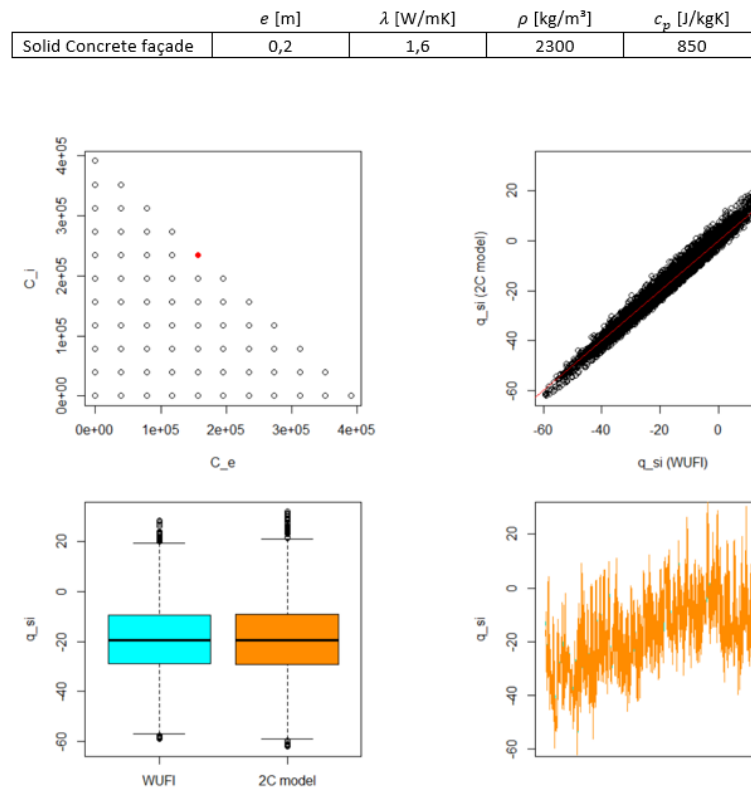 e [m] λ [W/mK] ρ [kg/m³] c_p [J/kgK]
Solid Concrete façade 0,2 1,6 2300 850
C_i
4e+05
3e+05
2e+05
1e+05
0e+00
0e+00 1e+05 2e+05 3e+05 4e+05
C_e
q_si (2C model)
20
0
-20
-40
-60
-60 -40 -20 0
q_si (WUFI)
q_si
20
0
-20
-40
-60
WUFI 2C model
q_si
20
0
-20
-40
-60